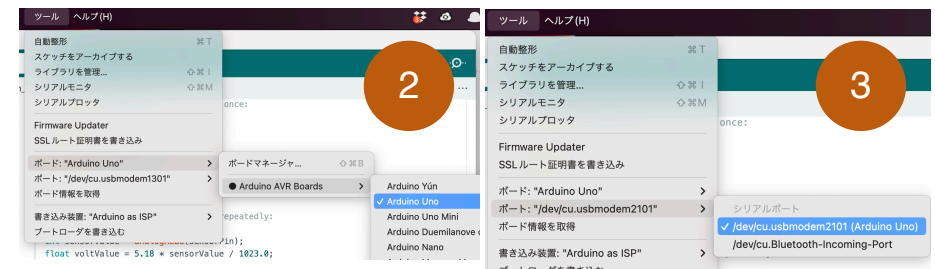 ツール ヘルプ(H)
自動整形 ⌘ T
スケッチをアーカイブする
ライブラリを管理... ⇧ ⌘ I
シリアルモニタ ⇧ ⌘ M
シリアルプロッタ
Firmware Updater
SSLルート証明書を書き込み
ボード: "Arduino Uno"
ポート: "/dev/cu.usbmodem1301"
ボード情報を取得
書き込み装置: "Arduino as ISP"
ブートローダを書き込む
ボードマネージャ... ⇧ ⌘ B
Arduino AVR Boards
Arduino Yún
✓ Arduino Uno
Arduino Uno Mini
Arduino Duemilanove
Arduino Nano
once:
repeatedly:
float voltValue = 5.18 * sensorValue / 1023.0;
2
ツール ヘルプ(H)
自動整形 ⌘ T
スケッチをアーカイブする
ライブラリを管理... ⇧ ⌘ I
シリアルモニタ ⇧ ⌘ M
シリアルプロッタ
Firmware Updater
SSLルート証明書を書き込み
ボード: "Arduino Uno"
ポート: "/dev/cu.usbmodem2101"
ボード情報を取得
書き込み装置: "Arduino as ISP"
シリアルポート
✓ /dev/cu.usbmodem2101 (Arduino Uno)
/dev/cu.Bluetooth-Incoming-Port
once:
3